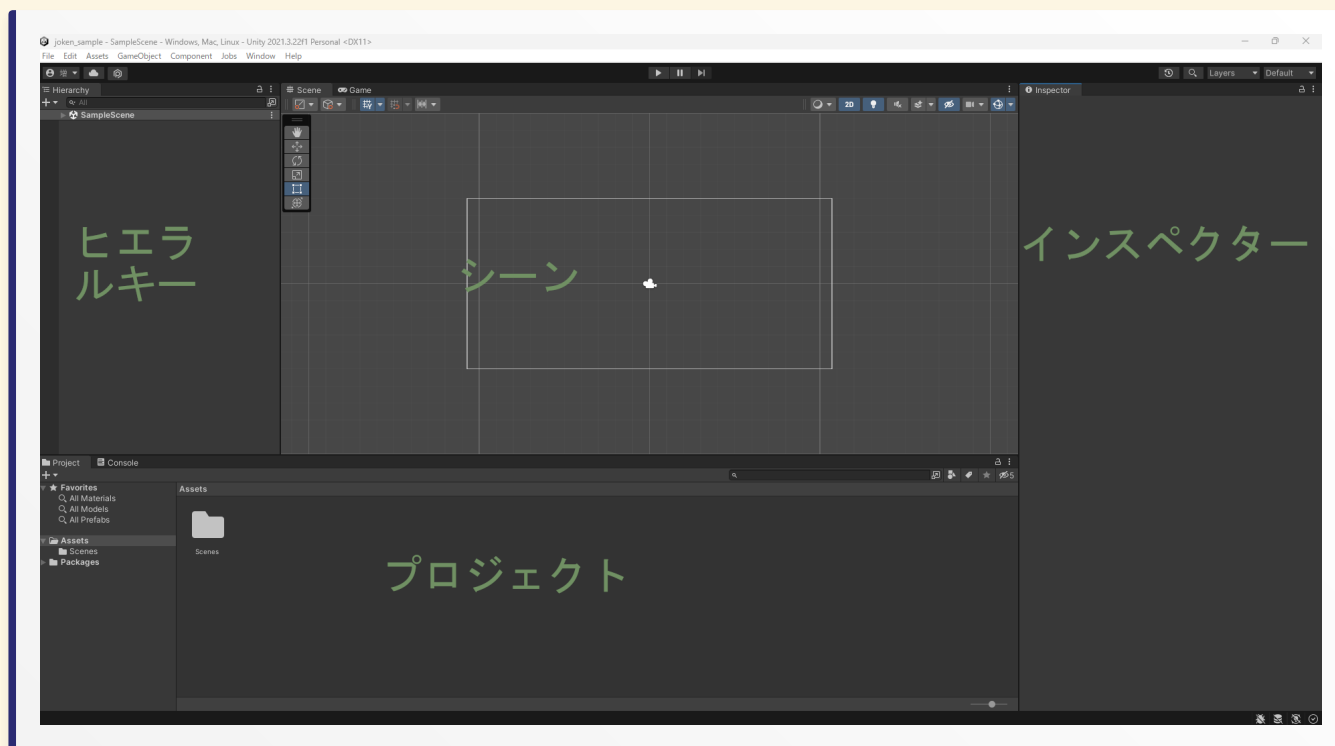 joken_sample - SampleScene - Windows, Mac, Linux - Unity 2021.3.22f1 Personal <DX11>
File Edit Assets GameObject Component Jobs Window Help
Layers Default
Hierarchy
Scene Game
Inspector
All
SampleScene
2D
ヒエラ
ルキー
シーン
インスペクター
Project Console
5
Favorites
All Materials
All Models
All Prefabs
Assets
Scenes
Packages
Assets
Scenes
プロジェクト